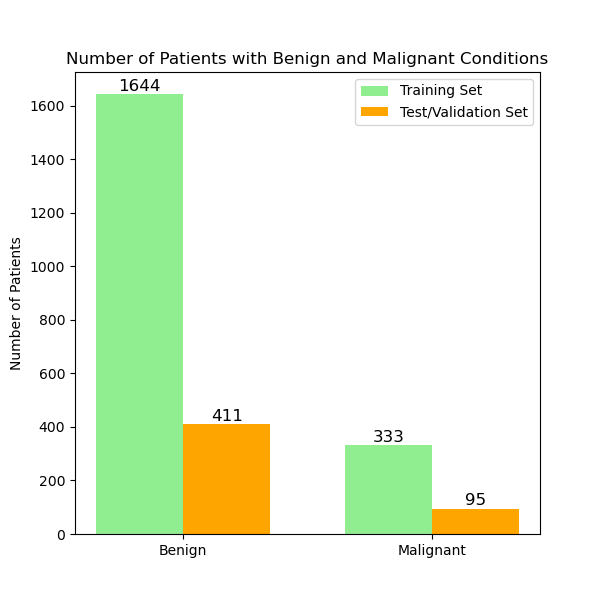 Number of Patients with Benign and Malignant Conditions
1644
Training Set
Test/Validation Set
1600
1400
1200
1000
800
600
400
200
0
Number of Patients
411
333
95
Benign
Malignant